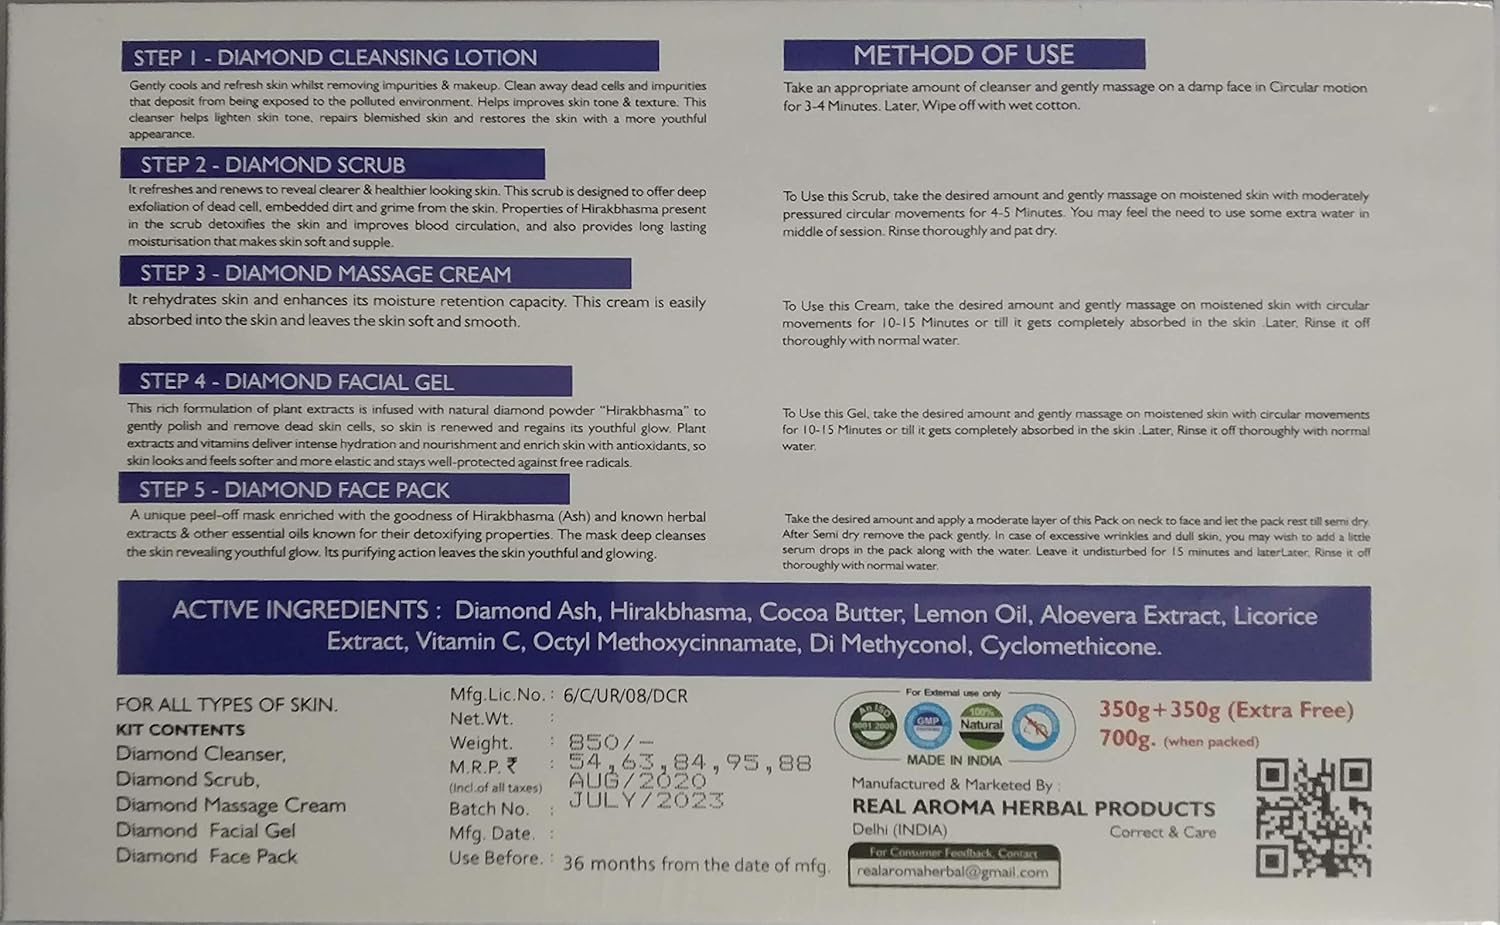 STEP 1 - DIAMOND CLEANSING LOTION
Gently cools and refresh skin whilst removing impurities & makeup. Clean away dead cells and impurities
that deposit from being exposed to the polluted environment. Helps improves skin tone & texture. This
cleanser helps lighten skin tone, repairs blemished skin and restores the skin with a more youthful
appearance.
METHOD OF USE
Take an appropriate amount of cleanser and gently massage on a damp face in Circular motion
for 3-4 Minutes. Later, Wipe off with wet cotton.
STEP 2 - DIAMOND SCRUB
It refreshes and renews to reveal clearer & healthier looking skin. This scrub is designed to offer deep
exfoliation of dead cell, embedded dirt and grime from the skin. Properties of Hirakbhasma present
in the scrub detoxifies the skin and improves blood circulation, and also provides long lasting
moisturisation that makes skin soft and supple.
To Use this Scrub, take the desired amount and gently massage on moistened skin with moderately
pressured circular movements for 4-5 Minutes. You may feel the need to use some extra water in
middle of session. Rinse thoroughly and pat dry.
STEP 3 - DIAMOND MASSAGE CREAM
It rehydrates skin and enhances its moisture retention capacity. This cream is easily
absorbed into the skin and leaves the skin soft and smooth.
To Use this Cream, take the desired amount and gently massage on moistened skin with circular
movements for 10-15 Minutes or till it gets completely absorbed in the skin .Later, Rinse it off
thoroughly with normal water.
STEP 4 - DIAMOND FACIAL GEL
This rich formulation of plant extracts is infused with natural diamond powder "Hirakbhasma" to
gently polish and remove dead skin cells, so skin is renewed and regains its youthful glow. Plant
extracts and vitamins deliver intense hydration and nourishment and enrich skin with antioxidants, so
skin looks and feels softer and more elastic and stays well-protected against free radicals.
To Use this Gel, take the desired amount and gently massage on moistened skin with circular movements
for 10-15 Minutes or till it gets completely absorbed in the skin .Later, Rinse it off thoroughly with normal
water.
STEP 5 - DIAMOND FACE PACK
A unique peel-off mask enriched with the goodness of Hirakbhasma (Ash) and known herbal
extracts & other essential oils known for their detoxifying properties. The mask deep cleanses
the skin revealing youthful glow. Its purifying action leaves the skin youthful and glowing.
Take the desired amount and apply a moderate layer of this Pack on neck to face and let the pack rest till semi dry.
After Semi dry remove the pack gently. In case of excessive wrinkles and dull skin, you may wish to add a little
serum drops in the pack along with the water. Leave it undisturbed for 15 minutes and laterLater, Rinse it off
thoroughly with normal water.
ACTIVE INGREDIENTS : Diamond Ash, Hirakbhasma, Cocoa Butter, Lemon Oil, Aloevera Extract, Licorice
Extract, Vitamin C, Octyl Methoxycinnamate, Di Methyconol, Cyclomethicone.
FOR ALL TYPES OF SKIN.
KIT CONTENTS
Diamond Cleanser,
Diamond Scrub,
Diamond Massage Cream
Diamond Facial Gel
Diamond Face Pack
Mfg.Lic.No. : 6/C/UR/08/DCR
Net.Wt. :
Weight. : 850/-
M.R.P. ₹ : 54,63,84,95,88
(Incl.of all taxes) AUG/2020
Batch No. : JULY/2023
Mfg. Date. :
Use Before. : 36 months from the date of mfg.
For External use only
An ISO
9001 2008
GMP
100%
Natural
MADE IN INDIA
350g+350g (Extra Free)
700g. (when packed)
Manufactured & Marketed By :
REAL AROMA HERBAL PRODUCTS
Delhi (INDIA)
Correct & Care
For Consumer Feedback, Contact
realaromaherbal@gmail.com